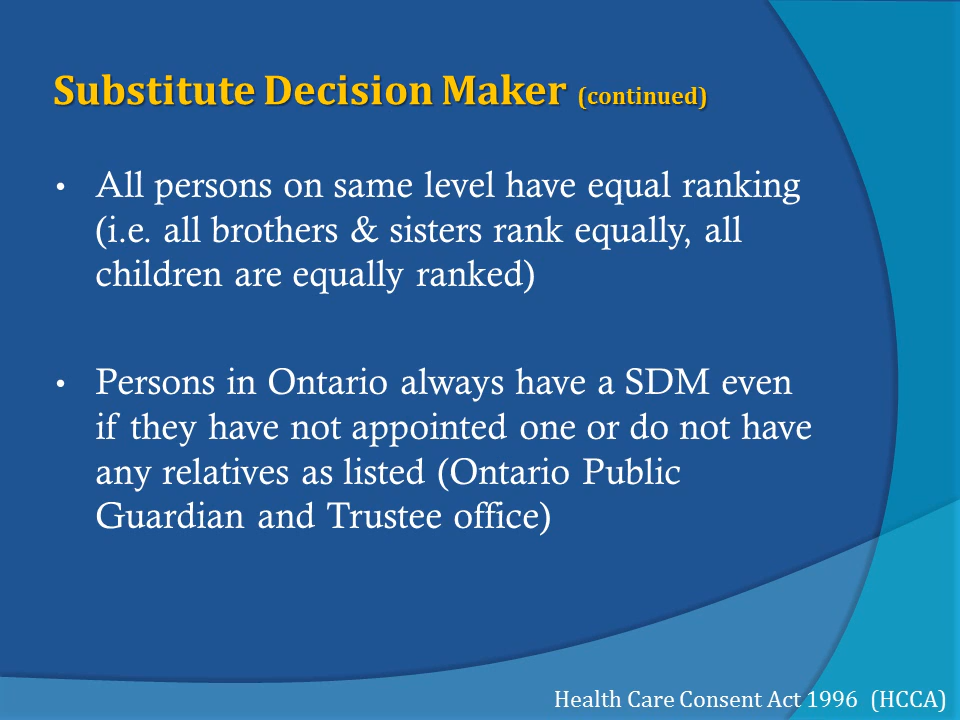 Substitute Decision Maker (continued)
• All persons on same level have equal ranking
(i.e. all brothers & sisters rank equally, all
children are equally ranked)
• Persons in Ontario always have a SDM even
if they have not appointed one or do not have
any relatives as listed (Ontario Public
Guardian and Trustee office)
Health Care Consent Act 1996 (HCCA)